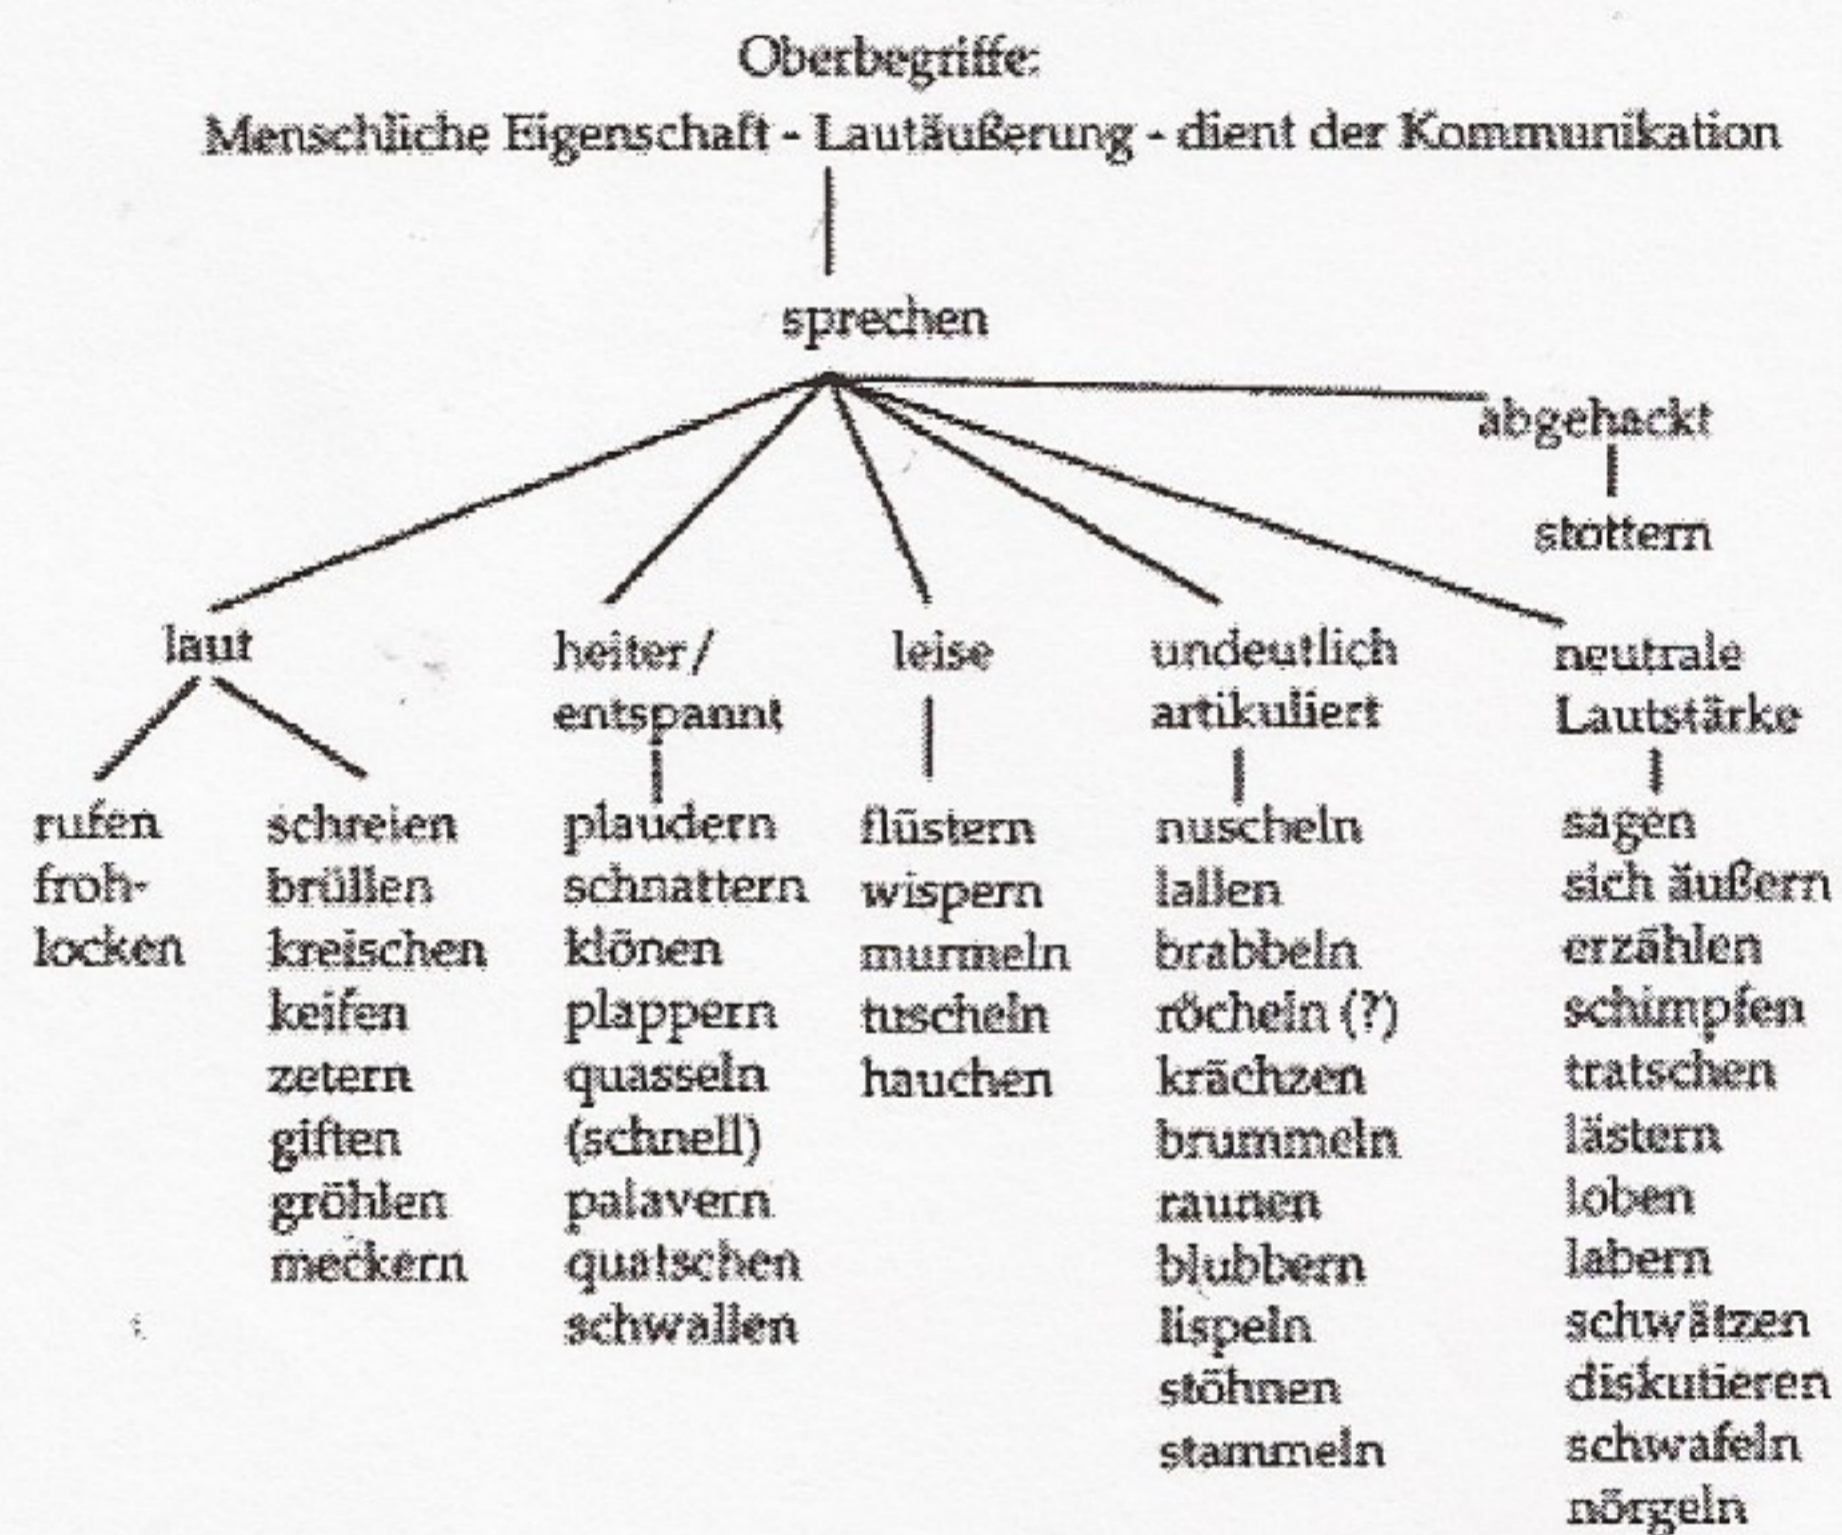 Oberbegriffe:
Menschliche Eigenschaft - Lautäußerung - dient der Kommunikation
sprechen
abgehackt
stottern
laut
rufen
froh-
locken
schreien
brüllen
kreischen
keifen
zetern
giften
gröhlen
meckern
heiter/
entspannt
plaudern
schnattern
klönen
plappern
quasseln
(schnell)
palavern
quatschen
schwallen
leise
flüstern
wispern
murmeln
tuscheln
hauchen
undeutlich
artikuliert
nuscheln
lallen
brabbeln
röcheln (?)
krächzen
brummeln
raunen
blubbern
lispeln
stöhnen
stammeln
neutrale
Lautstärke
sagen
sich äußern
erzählen
schimpfen
tratschen
lästern
loben
labern
schwätzen
diskutieren
schwafeln
nörgeln